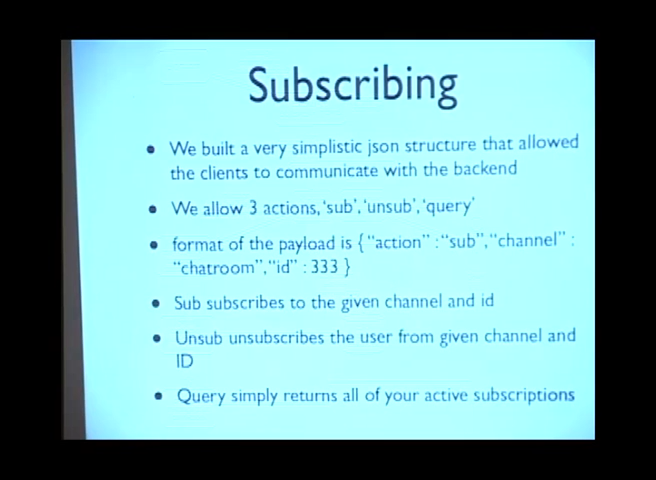 Subscribing
• We built a very simplistic json structure that allowed
the clients to communicate with the backend
• We allow 3 actions, 'sub', 'unsub', 'query'
• format of the payload is { "action" : "sub", "channel" :
"chatroom", "id" : 333 }
• Sub subscribes to the given channel and id
• Unsub unsubscribes the user from given channel and
ID
• Query simply returns all of your active subscriptions